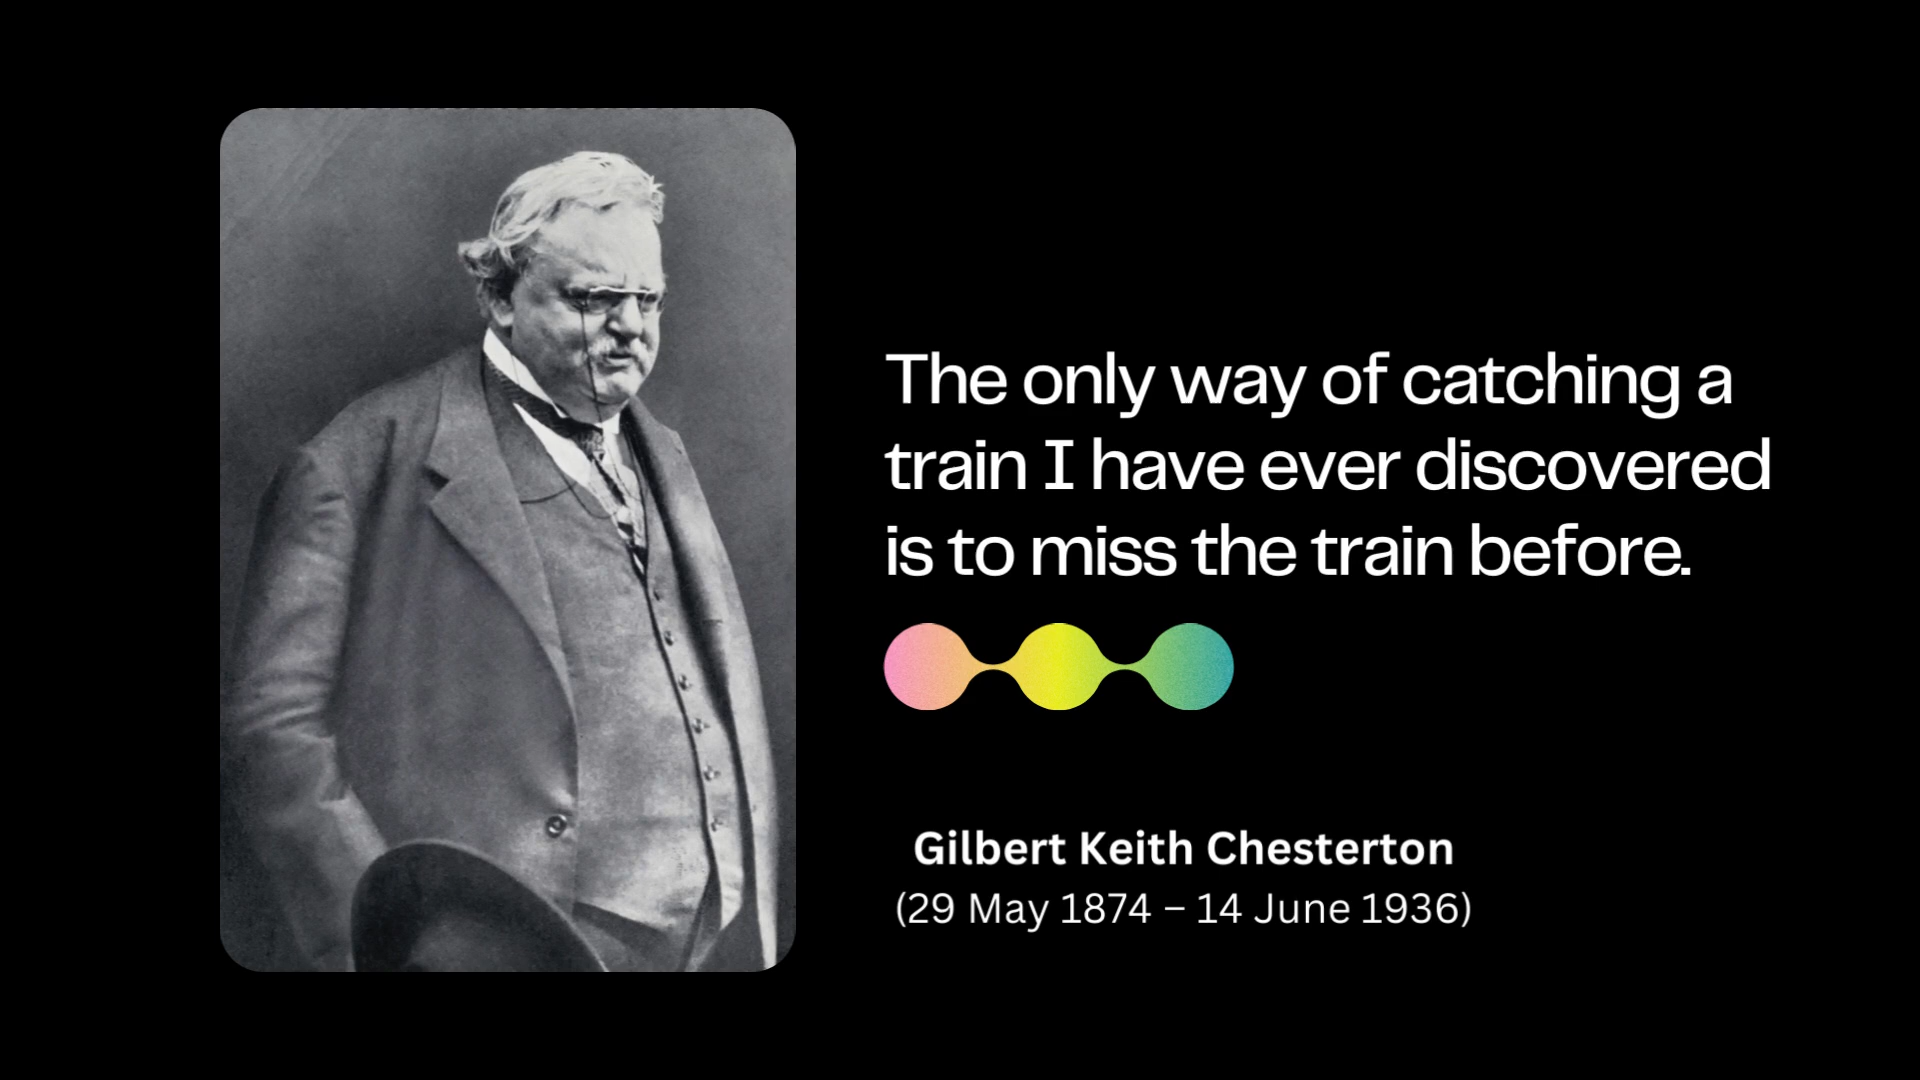 The only way of catching a
train I have ever discovered
is to miss the train before.
Gilbert Keith Chesterton
(29 May 1874 – 14 June 1936)